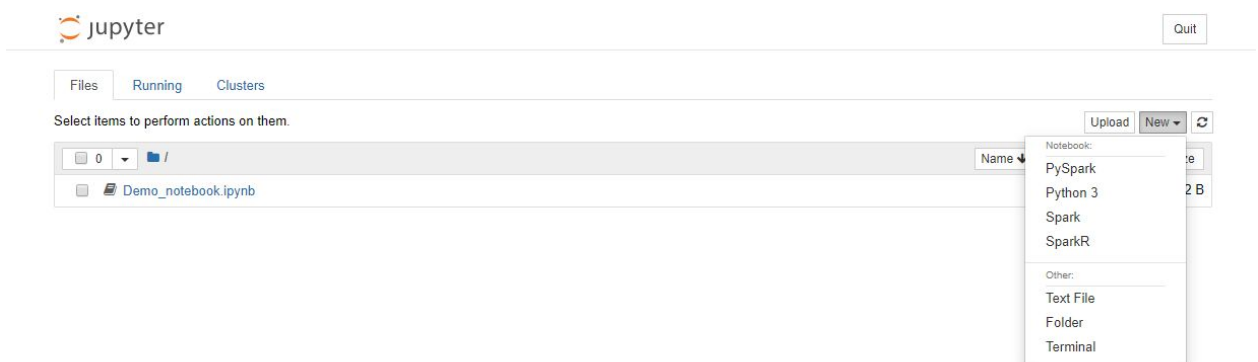 jupyter
Quit
Files Running Clusters
Select items to perform actions on them.
Upload New
0 /
Name
Demo_notebook.ipynb
2 B
Notebook:
PySpark
Python 3
Spark
SparkR
Other:
Text File
Folder
Terminal